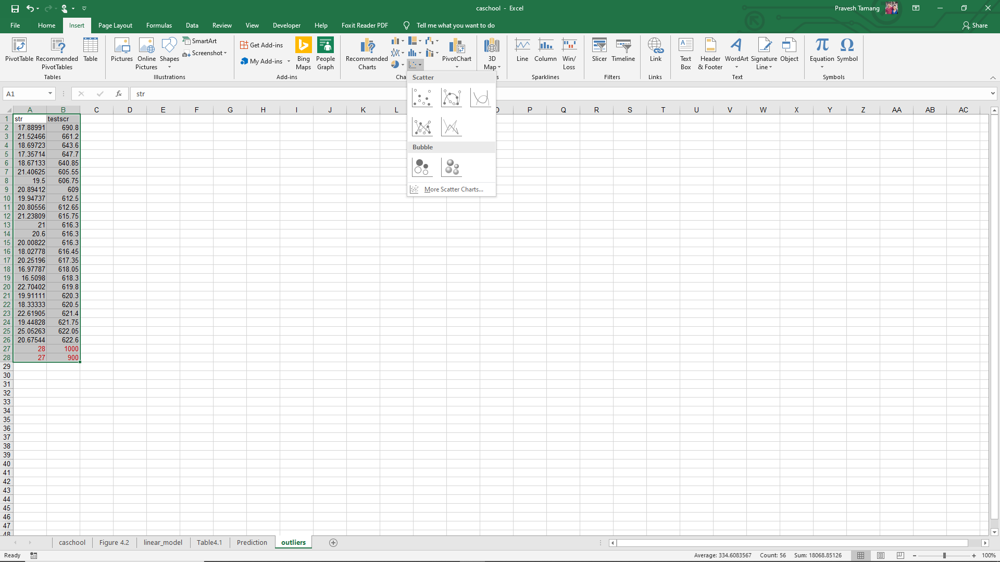 caschool - Excel
Pravesh Tamang
File Home Insert Page Layout Formulas Data Review View Developer Help Foxit Reader PDF Tell me what you want to do Share
PivotTable
Recommended
PivotTables
Table
Tables
Pictures
Online
Pictures
Shapes
SmartArt
Screenshot
Illustrations
Get Add-ins
My Add-ins
Bing
Maps
People
Graph
Add-ins
Recommended
Charts
PivotChart
Cha
3D
Map
s
Line
Column
Win/
Loss
Sparklines
Slicer
Timeline
Filters
Link
Links
Text
Box
Header
& Footer
WordArt
Signature
Line
Object
Text
Equation
Symbol
Symbols
Scatter
Bubble
More Scatter Charts...
A1 fx str
A B C D E F G H I J K L O P Q R S T U V W X Y Z AA AB AC
1 str testscr
2 17.88991 690.8
3 21.52466 661.2
4 18.69723 643.6
5 17.35714 647.7
6 18.67133 640.85
7 21.40625 605.55
8 19.5 606.75
9 20.89412 609
10 19.94737 612.5
11 20.80556 612.65
12 21.23809 615.75
13 21 616.3
14 20.6 616.3
15 20.00822 616.3
16 18.02778 616.45
17 20.25196 617.35
18 16.97787 618.05
19 16.5098 618.3
20 22.70402 619.8
21 19.91111 620.3
22 18.33333 620.5
23 22.61905 621.4
24 19.44828 621.75
25 25.05263 622.05
26 20.67544 622.6
27 28 1000
28 27 900
29
30
31
32
33
34
35
36
37
38
39
40
41
42
43
44
45
46
47
48
caschool Figure 4.2 linear_model Table4.1 Prediction outliers
Ready Average: 334.6083567 Count: 56 Sum: 18068.85126 100%